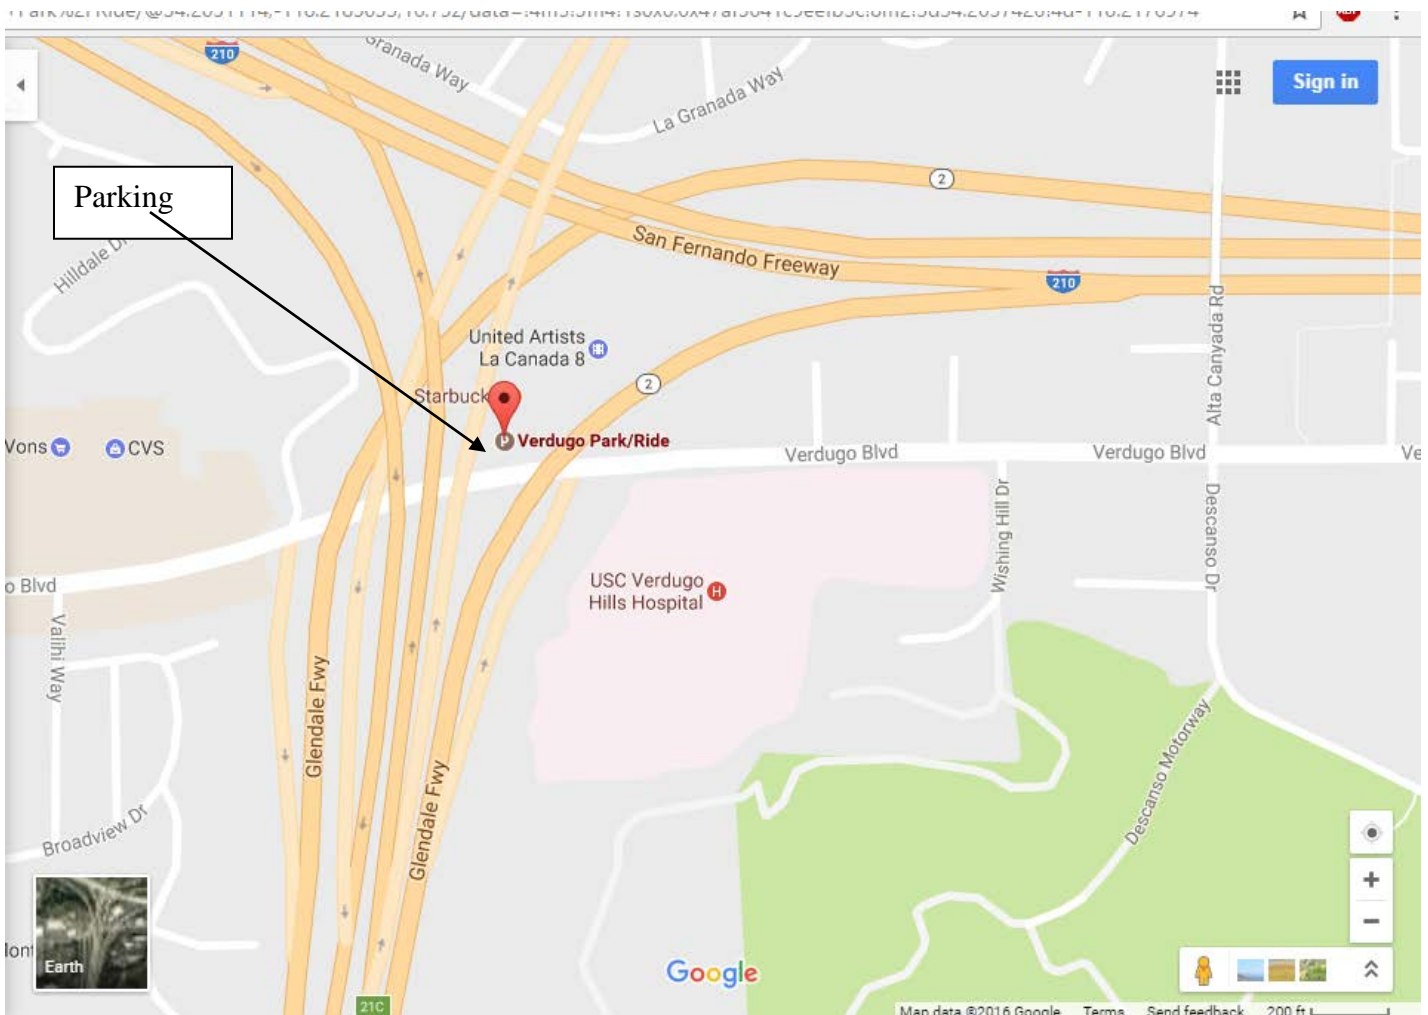 210
Granada Way
La Granada Way
Sign in
2
Parking
San Fernando Freeway
Hilldale
210
Alta Canyada Rd
United Artists
La Canada 8
2
Starbuck
Verdugo Park/Ride
Vons
CVS
Verdugo Blvd
Verdugo Blvd
Wishing Hill Dr
Descanso Dr
USC Verdugo
Hills Hospital
H
o Blvd
Valihi Way
Glendale Fwy
Glendale Fwy
Descanso Motorway
Broadview Dr
Earth
Google
21C
Map data ©2016 Google Terms Send feedback 200 ft